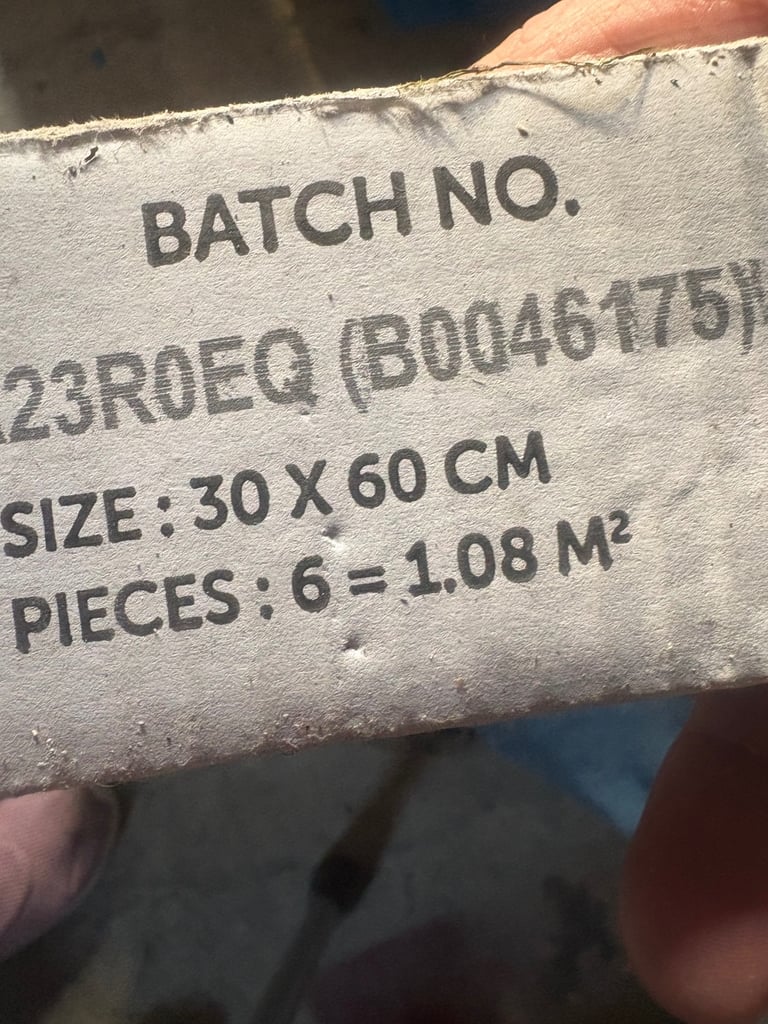 BATCH NO.
23R0EQ (B0046175)
SIZE : 30 X 60 CM
PIECES : 6 = 1.08 M²